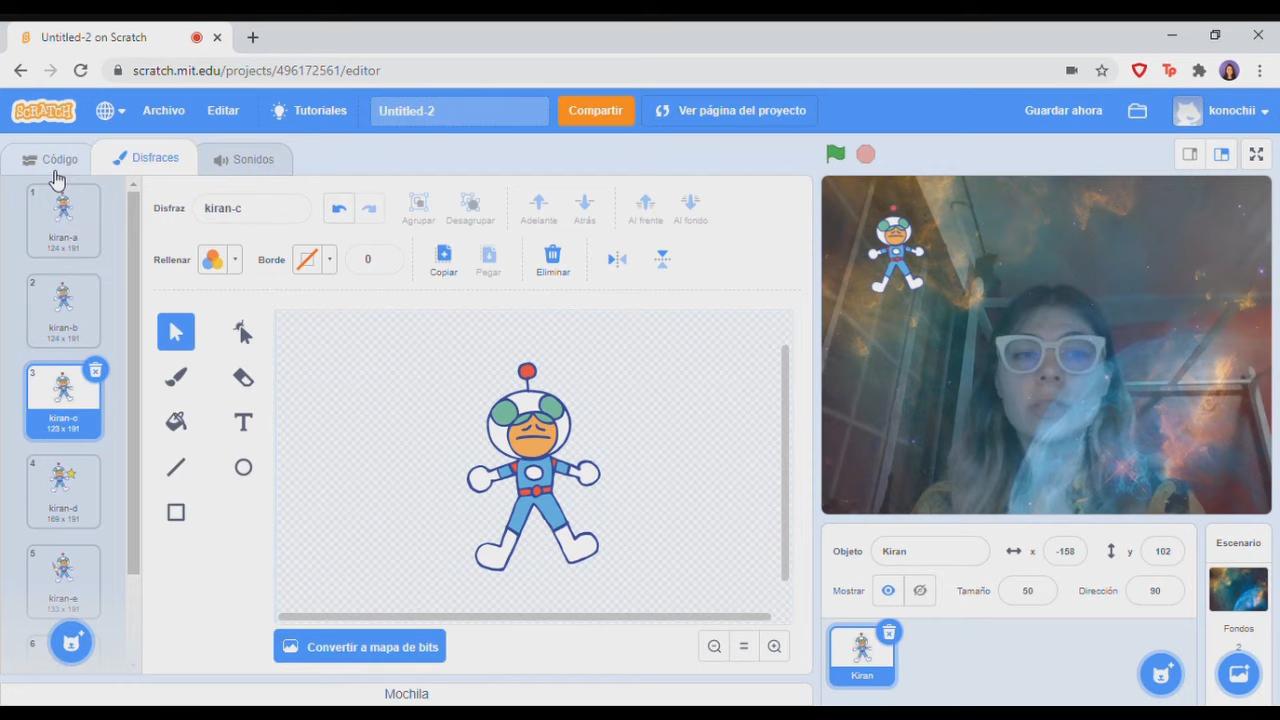 Untitled-2 on Scratch
scratch.mit.edu/projects/496172561/editor
Tp
SCRATCH
Archivo
Editar
Tutoriales
Untitled-2
Compartir
Ver página del proyecto
Guardar ahora
konochii
Código
Disfraces
Sonidos
1
kiran-a
124 x 191
2
kiran-b
124 x 191
3
kiran-c
123 x 191
4
kiran-d
169 x 191
5
kiran-e
133 x 191
6
Disfraz
kiran-c
Agrupar
Desagrupar
Adelante
Atrás
Al frente
Al fondo
Rellenar
Borde
0
Copiar
Pegar
Eliminar
T
Convertir a mapa de bits
Mochila
Objeto
Kiran
x
-158
y
102
Mostrar
Tamaño
50
Dirección
90
Kiran
Escenario
Fondos
2